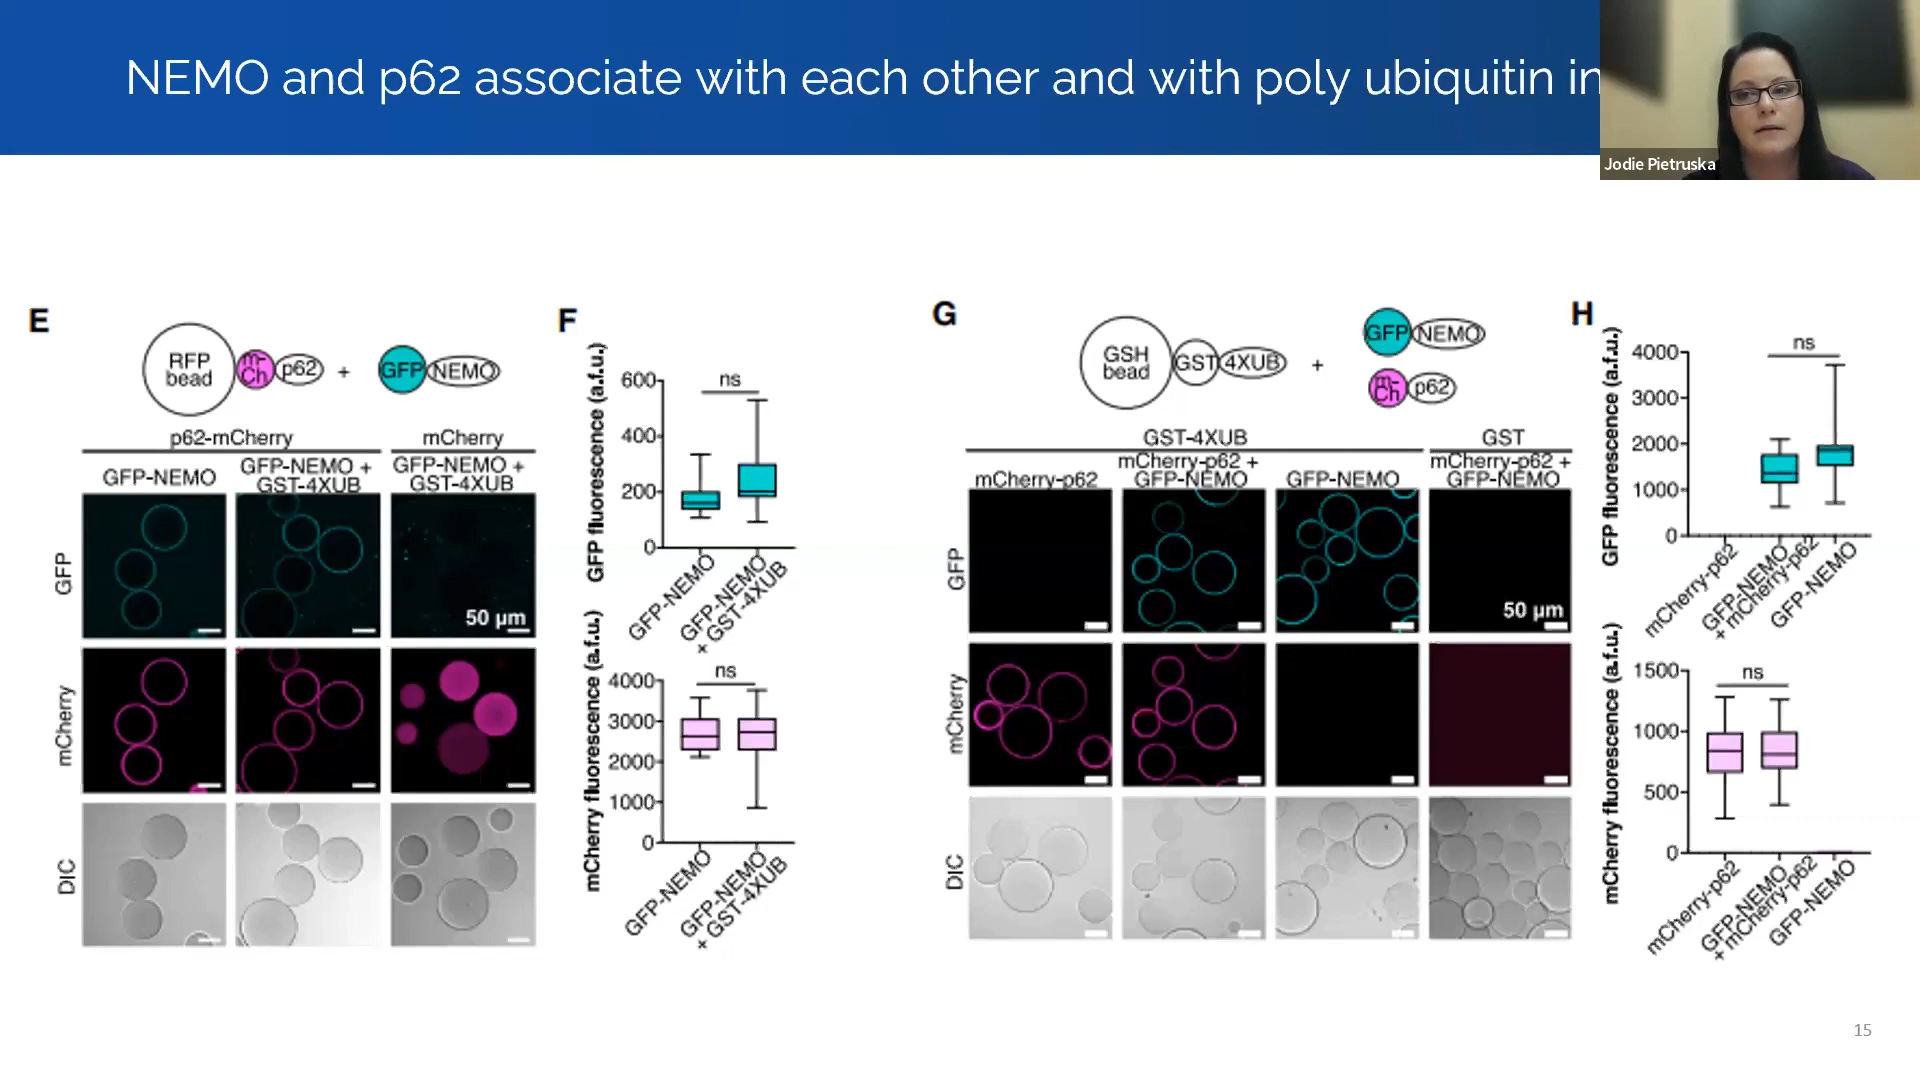 NEMO and p62 associate with each other and with poly ubiquitin in
Jodie Pietruska
E
RFP bead
m-Ch
p62
+
GFP
NEMO
p62-mCherry
mCherry
GFP-NEMO
GFP-NEMO + GST-4XUB
GFP-NEMO + GST-4XUB
GFP
50 µm
mCherry
DIC
F
GFP fluorescence (a.f.u.)
600
400
200
0
ns
GFP-NEMO
GFP-NEMO + GST-4XUB
mCherry fluorescence (a.f.u.)
4000
3000
2000
1000
0
ns
GFP-NEMO
GFP-NEMO + GST-4XUB
G
GSH bead
GST
4XUB
+
GFP
NEMO
m-Ch
p62
GST-4XUB
GST
mCherry-p62
mCherry-p62 + GFP-NEMO
GFP-NEMO
mCherry-p62 + GFP-NEMO
GFP
50 µm
mCherry
DIC
H
GFP fluorescence (a.f.u.)
4000
3000
2000
1000
0
ns
mCherry-p62
GFP-NEMO + mCherry-p62
GFP-NEMO
mCherry fluorescence (a.f.u.)
1500
1000
500
0
ns
mCherry-p62
GFP-NEMO + mCherry-p62
GFP-NEMO
15